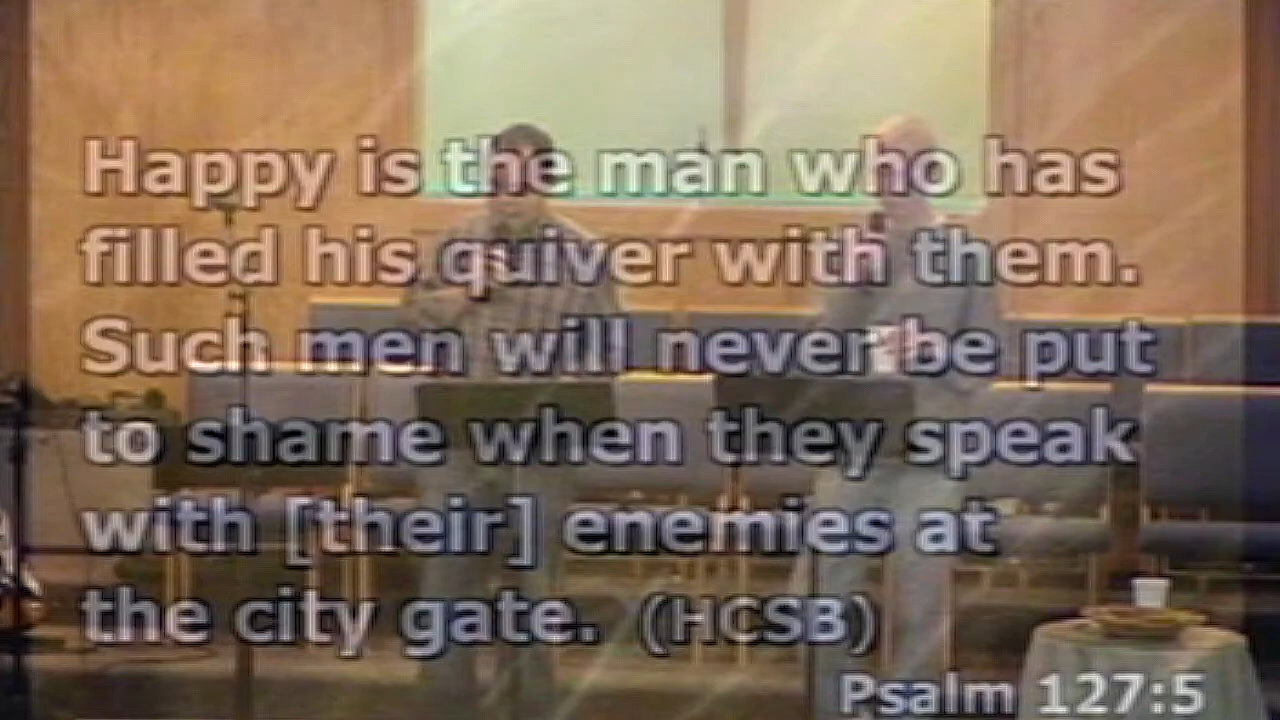 Happy is the man who has
filled his quiver with them.
Such men will never be put
to shame when they speak
with [their] enemies at
the city gate. (HCSB)
Psalm 127:5